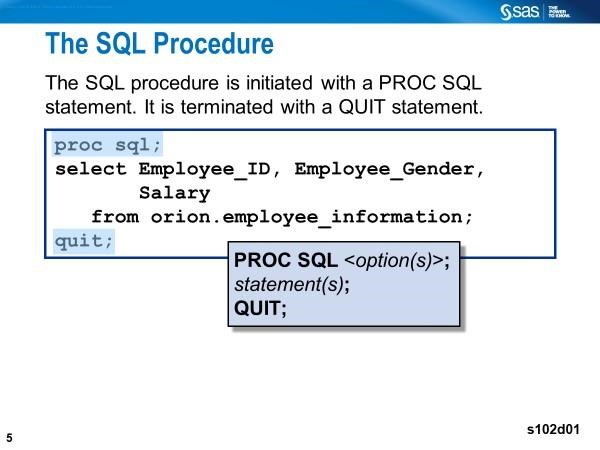 sas THE POWER TO KNOW.
The SQL Procedure
The SQL procedure is initiated with a PROC SQL
statement. It is terminated with a QUIT statement.
proc sql;
select Employee_ID, Employee_Gender,
Salary
from orion.employee_information;
quit;
PROC SQL <option(s)>;
statement(s);
QUIT;
5
s102d01